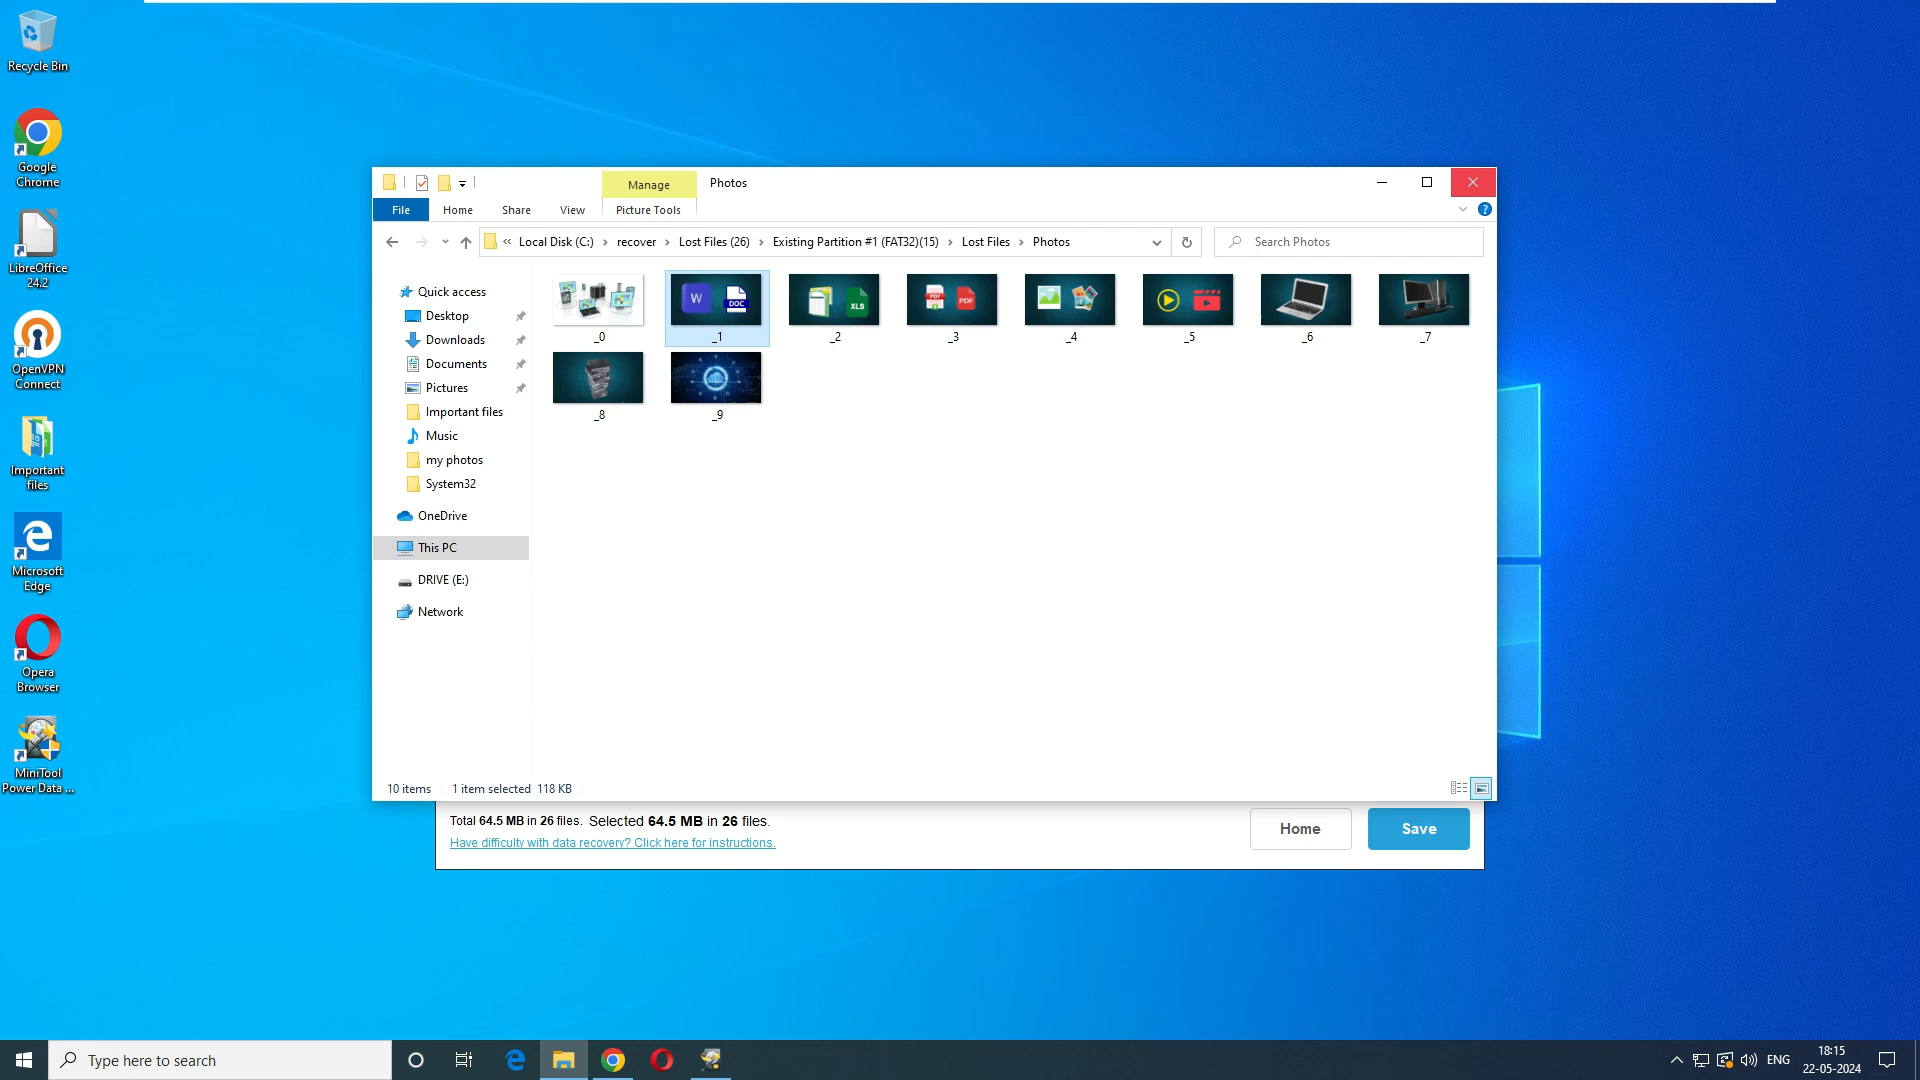 Recycle Bin
Google
Chrome
LibreOffice
24.2
OpenVPN
Connect
Important
files
Microsoft
Edge
Opera
Browser
MiniTool
Power Data ...
Manage
Photos
File
Home
Share
View
Picture Tools
?
« Local Disk (C:) > recover > Lost Files (26) > Existing Partition #1 (FAT32)(15) > Lost Files > Photos
Search Photos
Quick access
Desktop
Downloads
Documents
Pictures
Important files
Music
my photos
System32
OneDrive
This PC
DRIVE (E:)
Network
W DOC
XLS
PDF PDF
_0
_1
_2
_3
_4
_5
_6
_7
_8
_9
10 items
1 item selected 118 KB
Total 64.5 MB in 26 files. Selected 64.5 MB in 26 files.
Have difficulty with data recovery? Click here for instructions.
Home
Save
Type here to search
ENG
18:15
22-05-2024